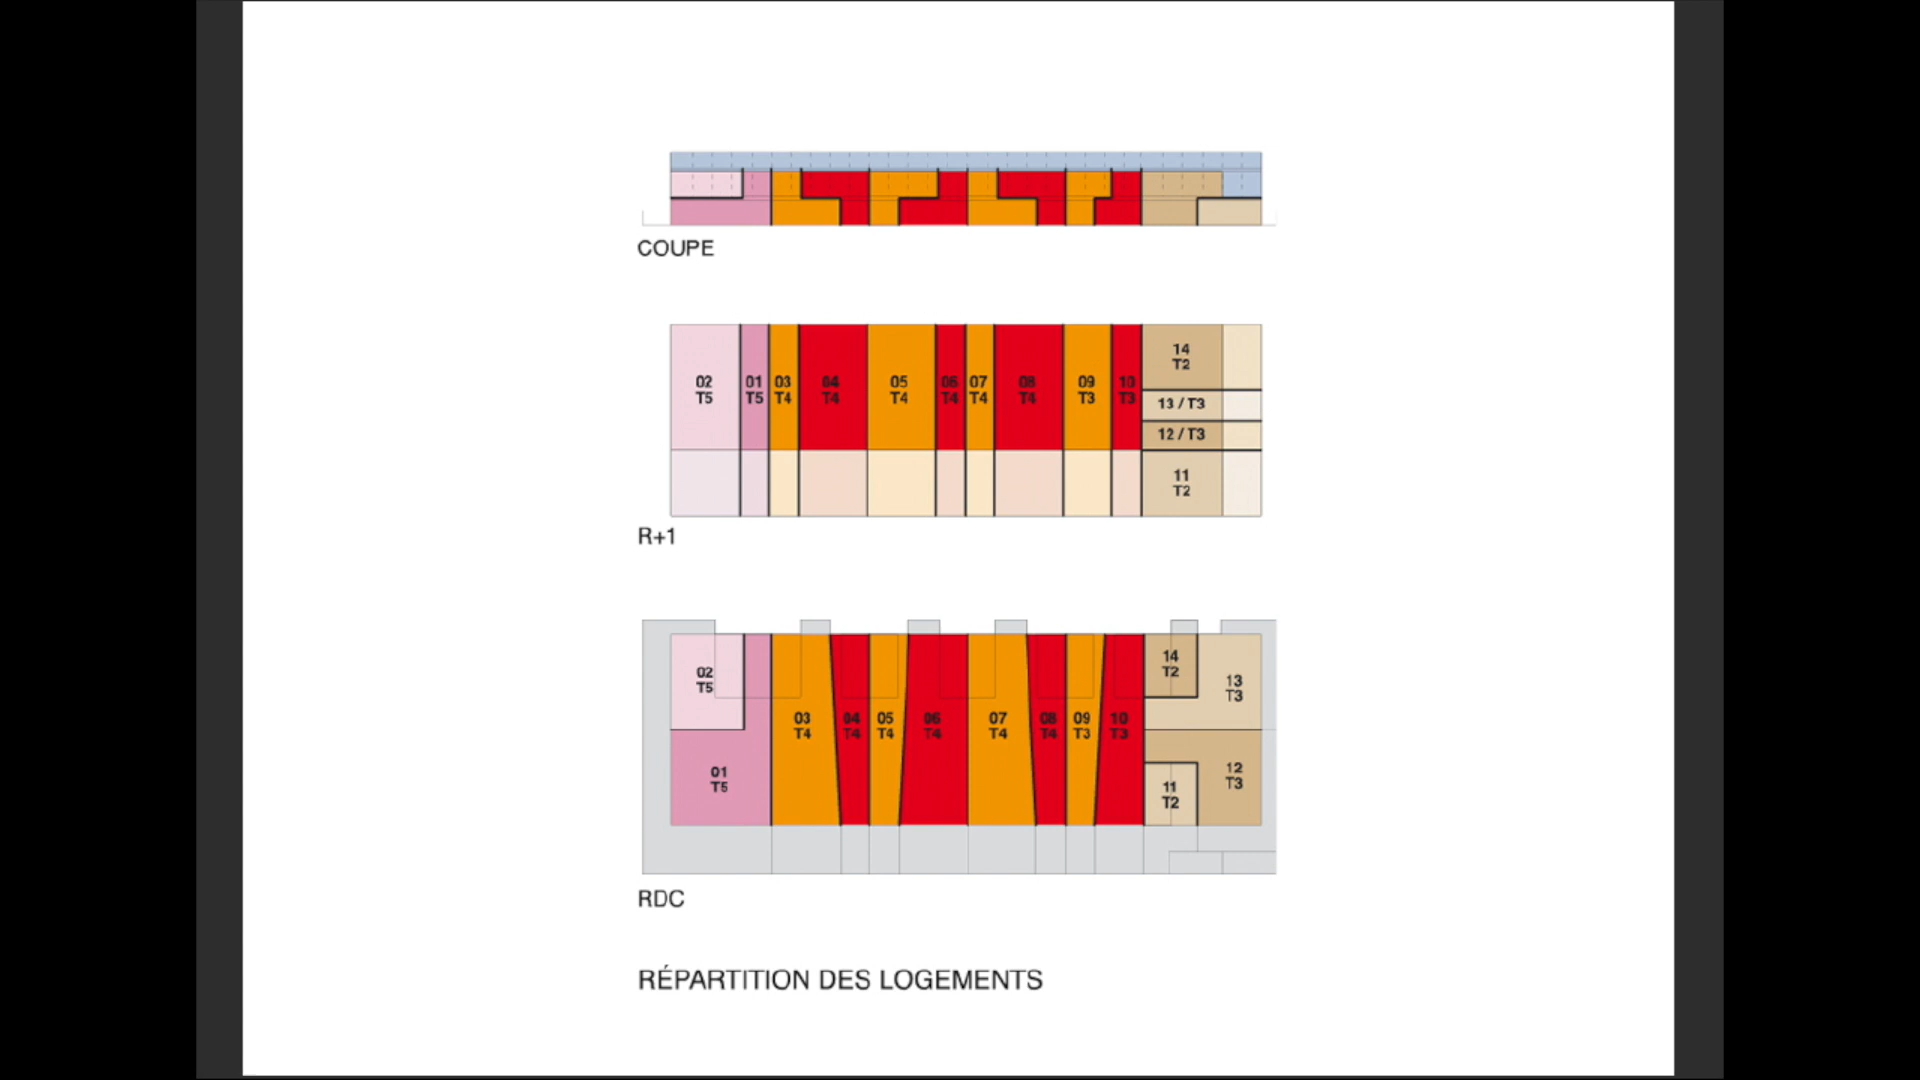 COUPE
02
T5
01
T5
03
T4
04
T4
05
T4
06
T4
07
T4
08
T4
09
T3
10
T3
14
T2
13 / T3
12 / T3
11
T2
R+1
02
T5
01
T5
03
T4
04
T4
05
T4
06
T4
07
T4
08
T4
09
T3
10
T3
14
T2
13
T3
12
T3
11
T2
RDC
RÉPARTITION DES LOGEMENTS